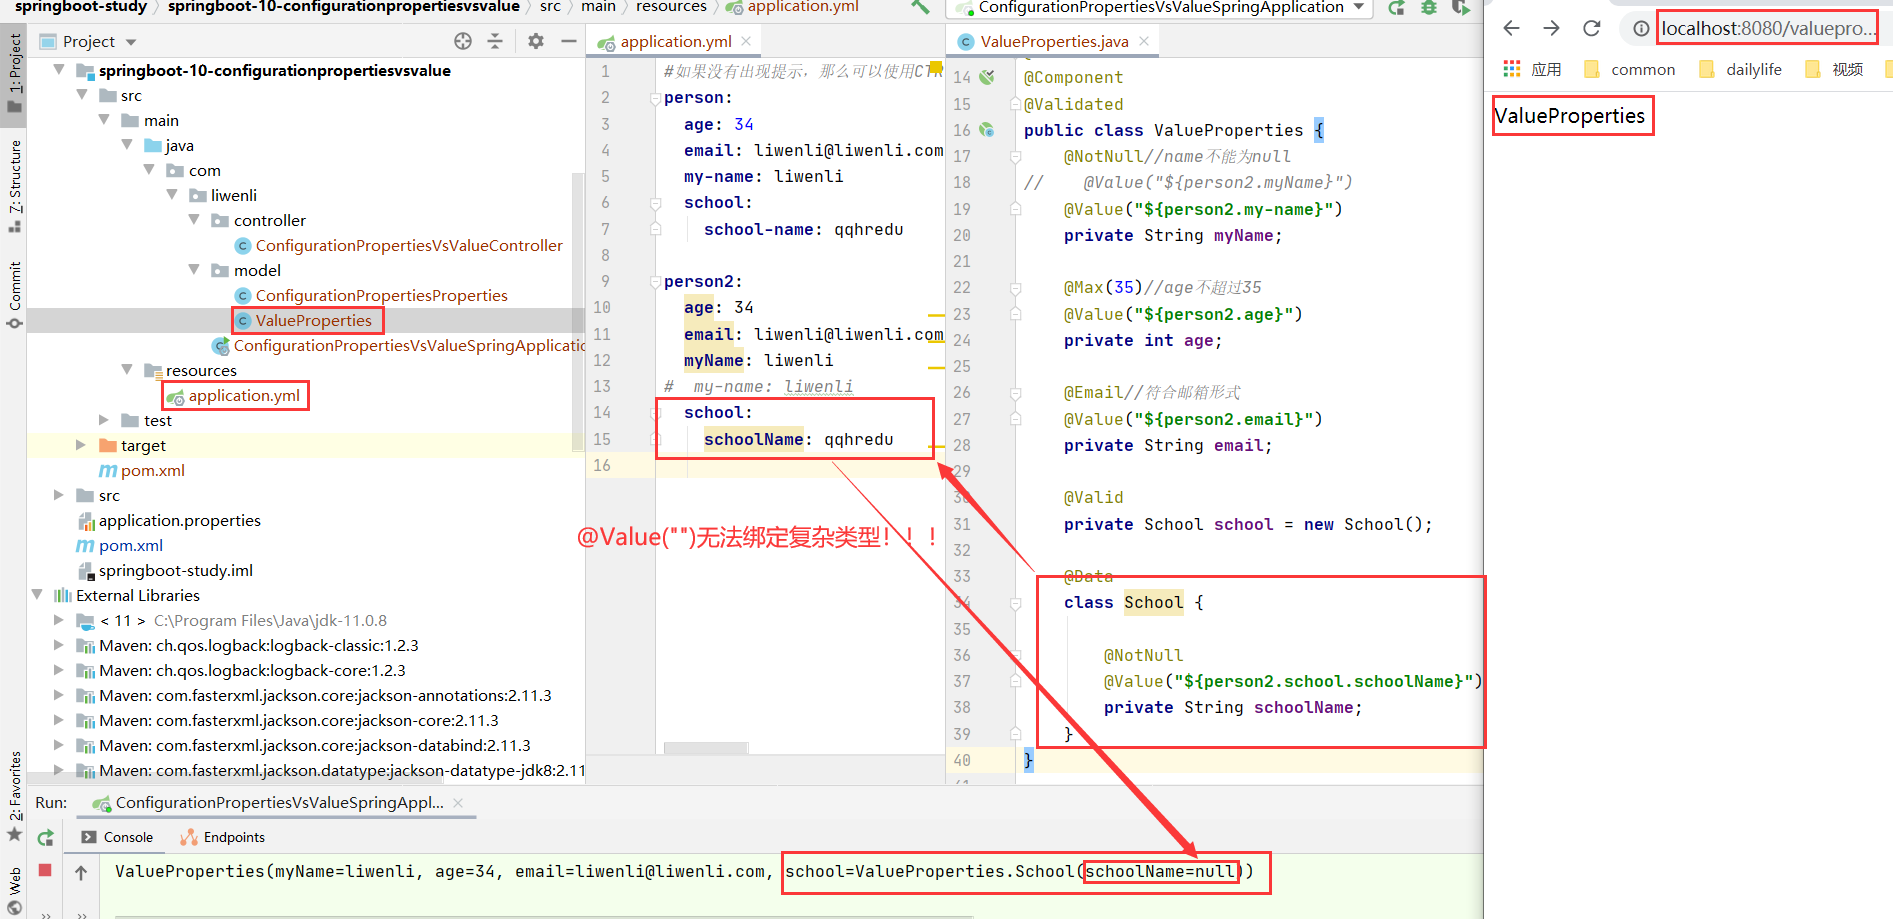 springboot-study > springboot-10-configurationpropertiesvsvalue > src > main > resources > application.yml
ConfigurationPropertiesVsValueSpringApplication
1: Project
7: Structure
Commit
2: Favorites
Web
Project
springboot-10-configurationpropertiesvsvalue
src
main
java
com
liwenli
controller
ConfigurationPropertiesVsValueController
model
ConfigurationPropertiesProperties
ValueProperties
ConfigurationPropertiesVsValueSpringApplicatio
resources
application.yml
test
target
pom.xml
src
application.properties
pom.xml
springboot-study.iml
External Libraries
< 11 > C:\Program Files\Java\jdk-11.0.8
Maven: ch.qos.logback:logback-classic:1.2.3
Maven: ch.qos.logback:logback-core:1.2.3
Maven: com.fasterxml.jackson.core:jackson-annotations:2.11.3
Maven: com.fasterxml.jackson.core:jackson-core:2.11.3
Maven: com.fasterxml.jackson.core:jackson-databind:2.11.3
Maven: com.fasterxml.jackson.datatype:jackson-datatype-jdk8:2.11
application.yml
1 #如果没有出现提示，那么可以使用CTR
2 person:
3 age: 34
4 email: liwenli@liwenli.com
5 my-name: liwenli
6 school:
7 school-name: qqhredu
8
9 person2:
10 age: 34
11 email: liwenli@liwenli.com
12 myName: liwenli
13 # my-name: liwenli
14 school:
15 schoolName: qqhredu
16
@Value("")无法绑定复杂类型！！！
ValueProperties.java
14 @Component
15 @Validated
16 public class ValueProperties {
17 @NotNull//name不能为null
18 // @Value("${person2.myName}")
19 @Value("${person2.my-name}")
20 private String myName;
21
22 @Max(35)//age不超过35
23 @Value("${person2.age}")
24 private int age;
25
26 @Email//符合邮箱形式
27 @Value("${person2.email}")
28 private String email;
29
30 @Valid
31 private School school = new School();
32
33 @Data
34 class School {
35
36 @NotNull
37 @Value("${person2.school.schoolName}")
38 private String schoolName;
39 }
40 }
localhost:8080/valuepro...
应用 common dailylife 视频
ValueProperties
Run: ConfigurationPropertiesVsValueSpringAppl...
Console Endpoints
ValueProperties(myName=liwenli, age=34, email=liwenli@liwenli.com, school=ValueProperties.School(schoolName=null))